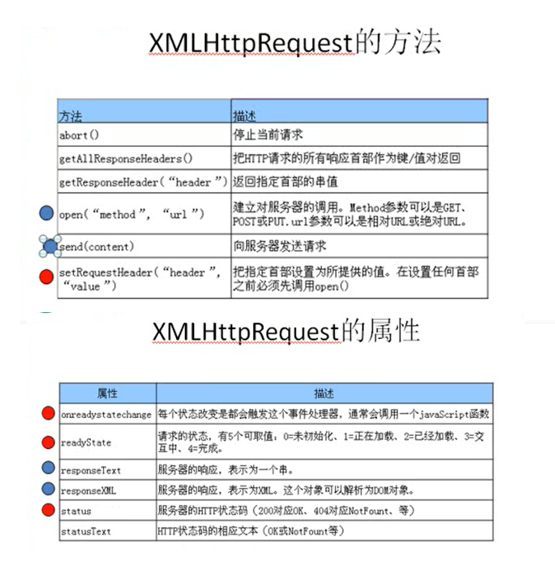 XMLHttpRequest的方法
方法 描述
abort() 停止当前请求
getAllResponseHeaders() 把HTTP请求的所有响应首部作为键/值对返回
getResponseHeader(“header”) 返回指定首部的串值
open(“method”, “url”) 建立对服务器的调用。Method参数可以是GET、
POST或PUT.url参数可以是相对URL或绝对URL。
send(content) 向服务器发送请求
setRequestHeader(“header”, 把指定首部设置为所提供的值。在设置任何首部
“value”) 之前必须先调用open()
XMLHttpRequest的属性
属性 描述
onreadystatechange 每个状态改变是都会触发这个事件处理器，通常会调用一个javaScript函数
readyState 请求的状态，有5个可取值：0=未初始化、1=正在加载、2=已经加载、3=交
互中、4=完成。
responseText 服务器的响应，表示为一个串。
responseXML 服务器的响应，表示为XML。这个对象可以解析为DOM对象。
status 服务器的HTTP状态码（200对应OK、404对应NotFount、等）
statusText HTTP状态码的相应文本（OK或NotFount等）